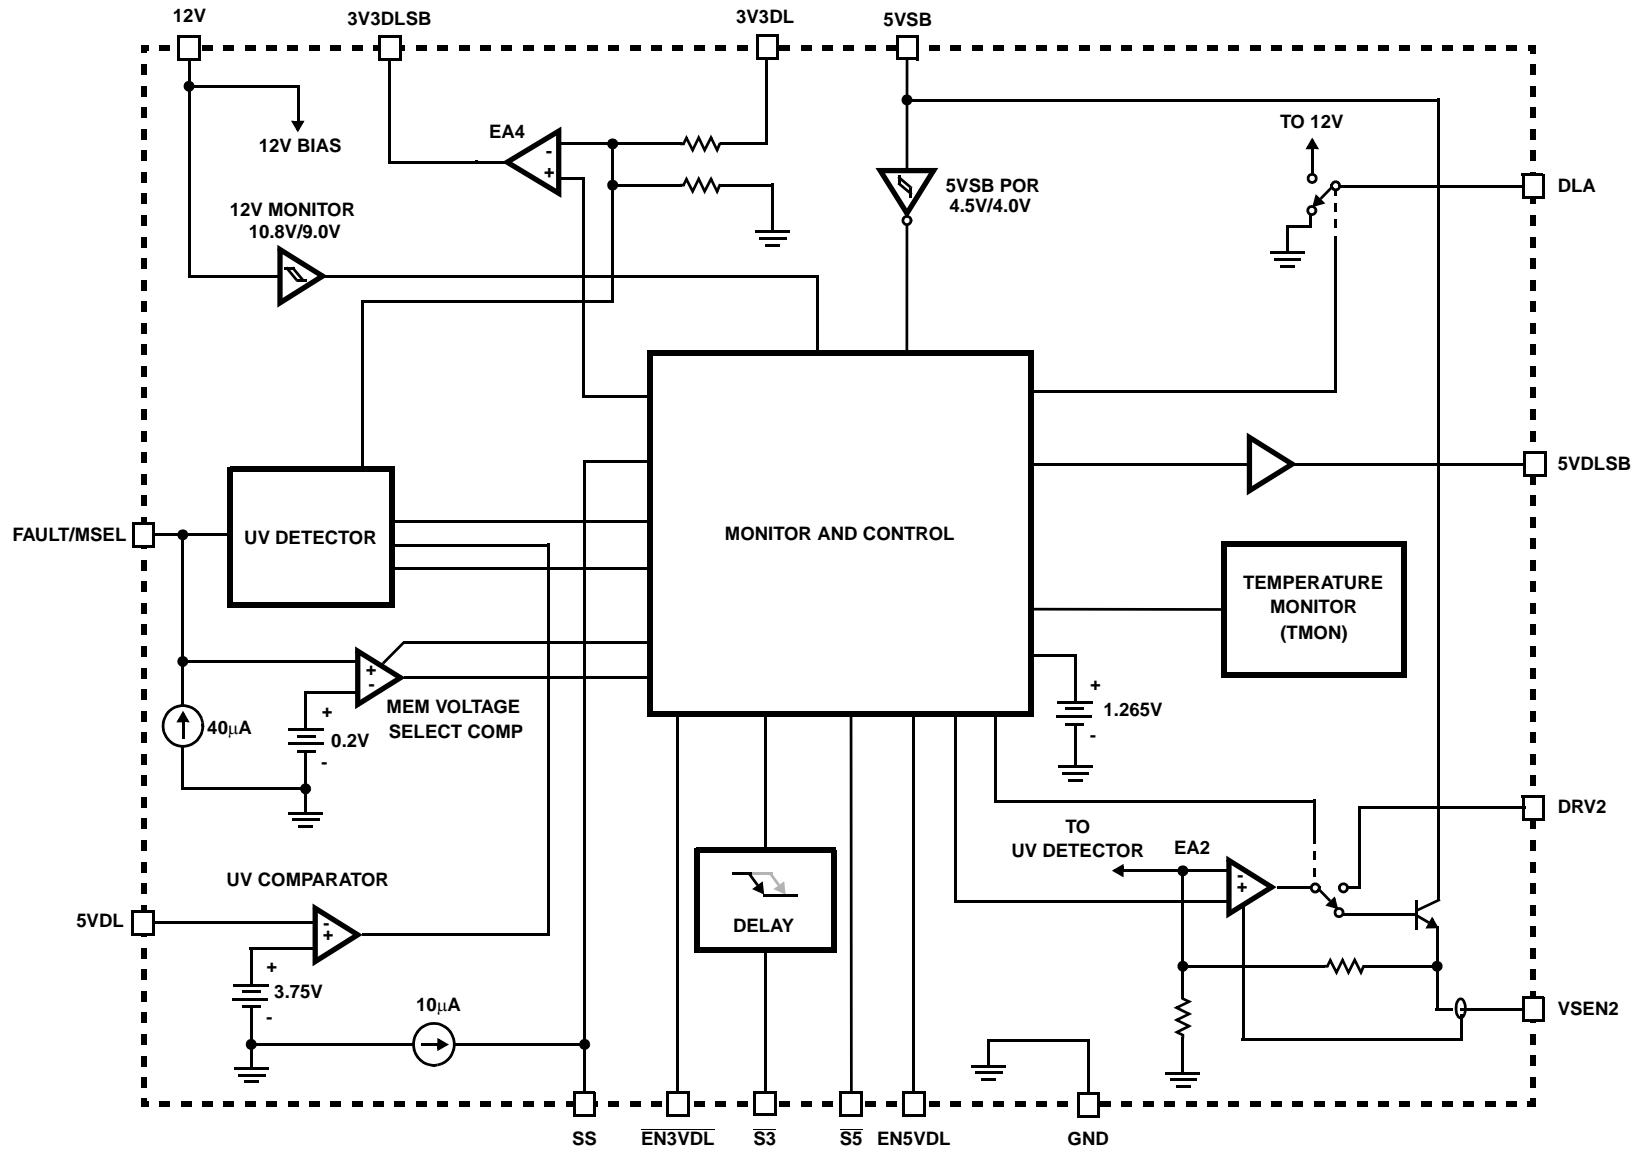 12V
3V3DLSB
3V3DL
5VSB
12V BIAS
EA4
-
+
TO 12V
5VSB POR
4.5V/4.0V
DLA
12V MONITOR
10.8V/9.0V
5VDLSB
FAULT/MSEL
UV DETECTOR
MONITOR AND CONTROL
TEMPERATURE
MONITOR
(TMON)
+
-
MEM VOLTAGE
SELECT COMP
40μA
+
0.2V
-
+
1.265V
-
DRV2
TO
UV DETECTOR
EA2
-
+
UV COMPARATOR
5VDL
-
+
DELAY
+
3.75V
-
10μA
VSEN2
SS
EN3VDL
S3
S5
EN5VDL
GND